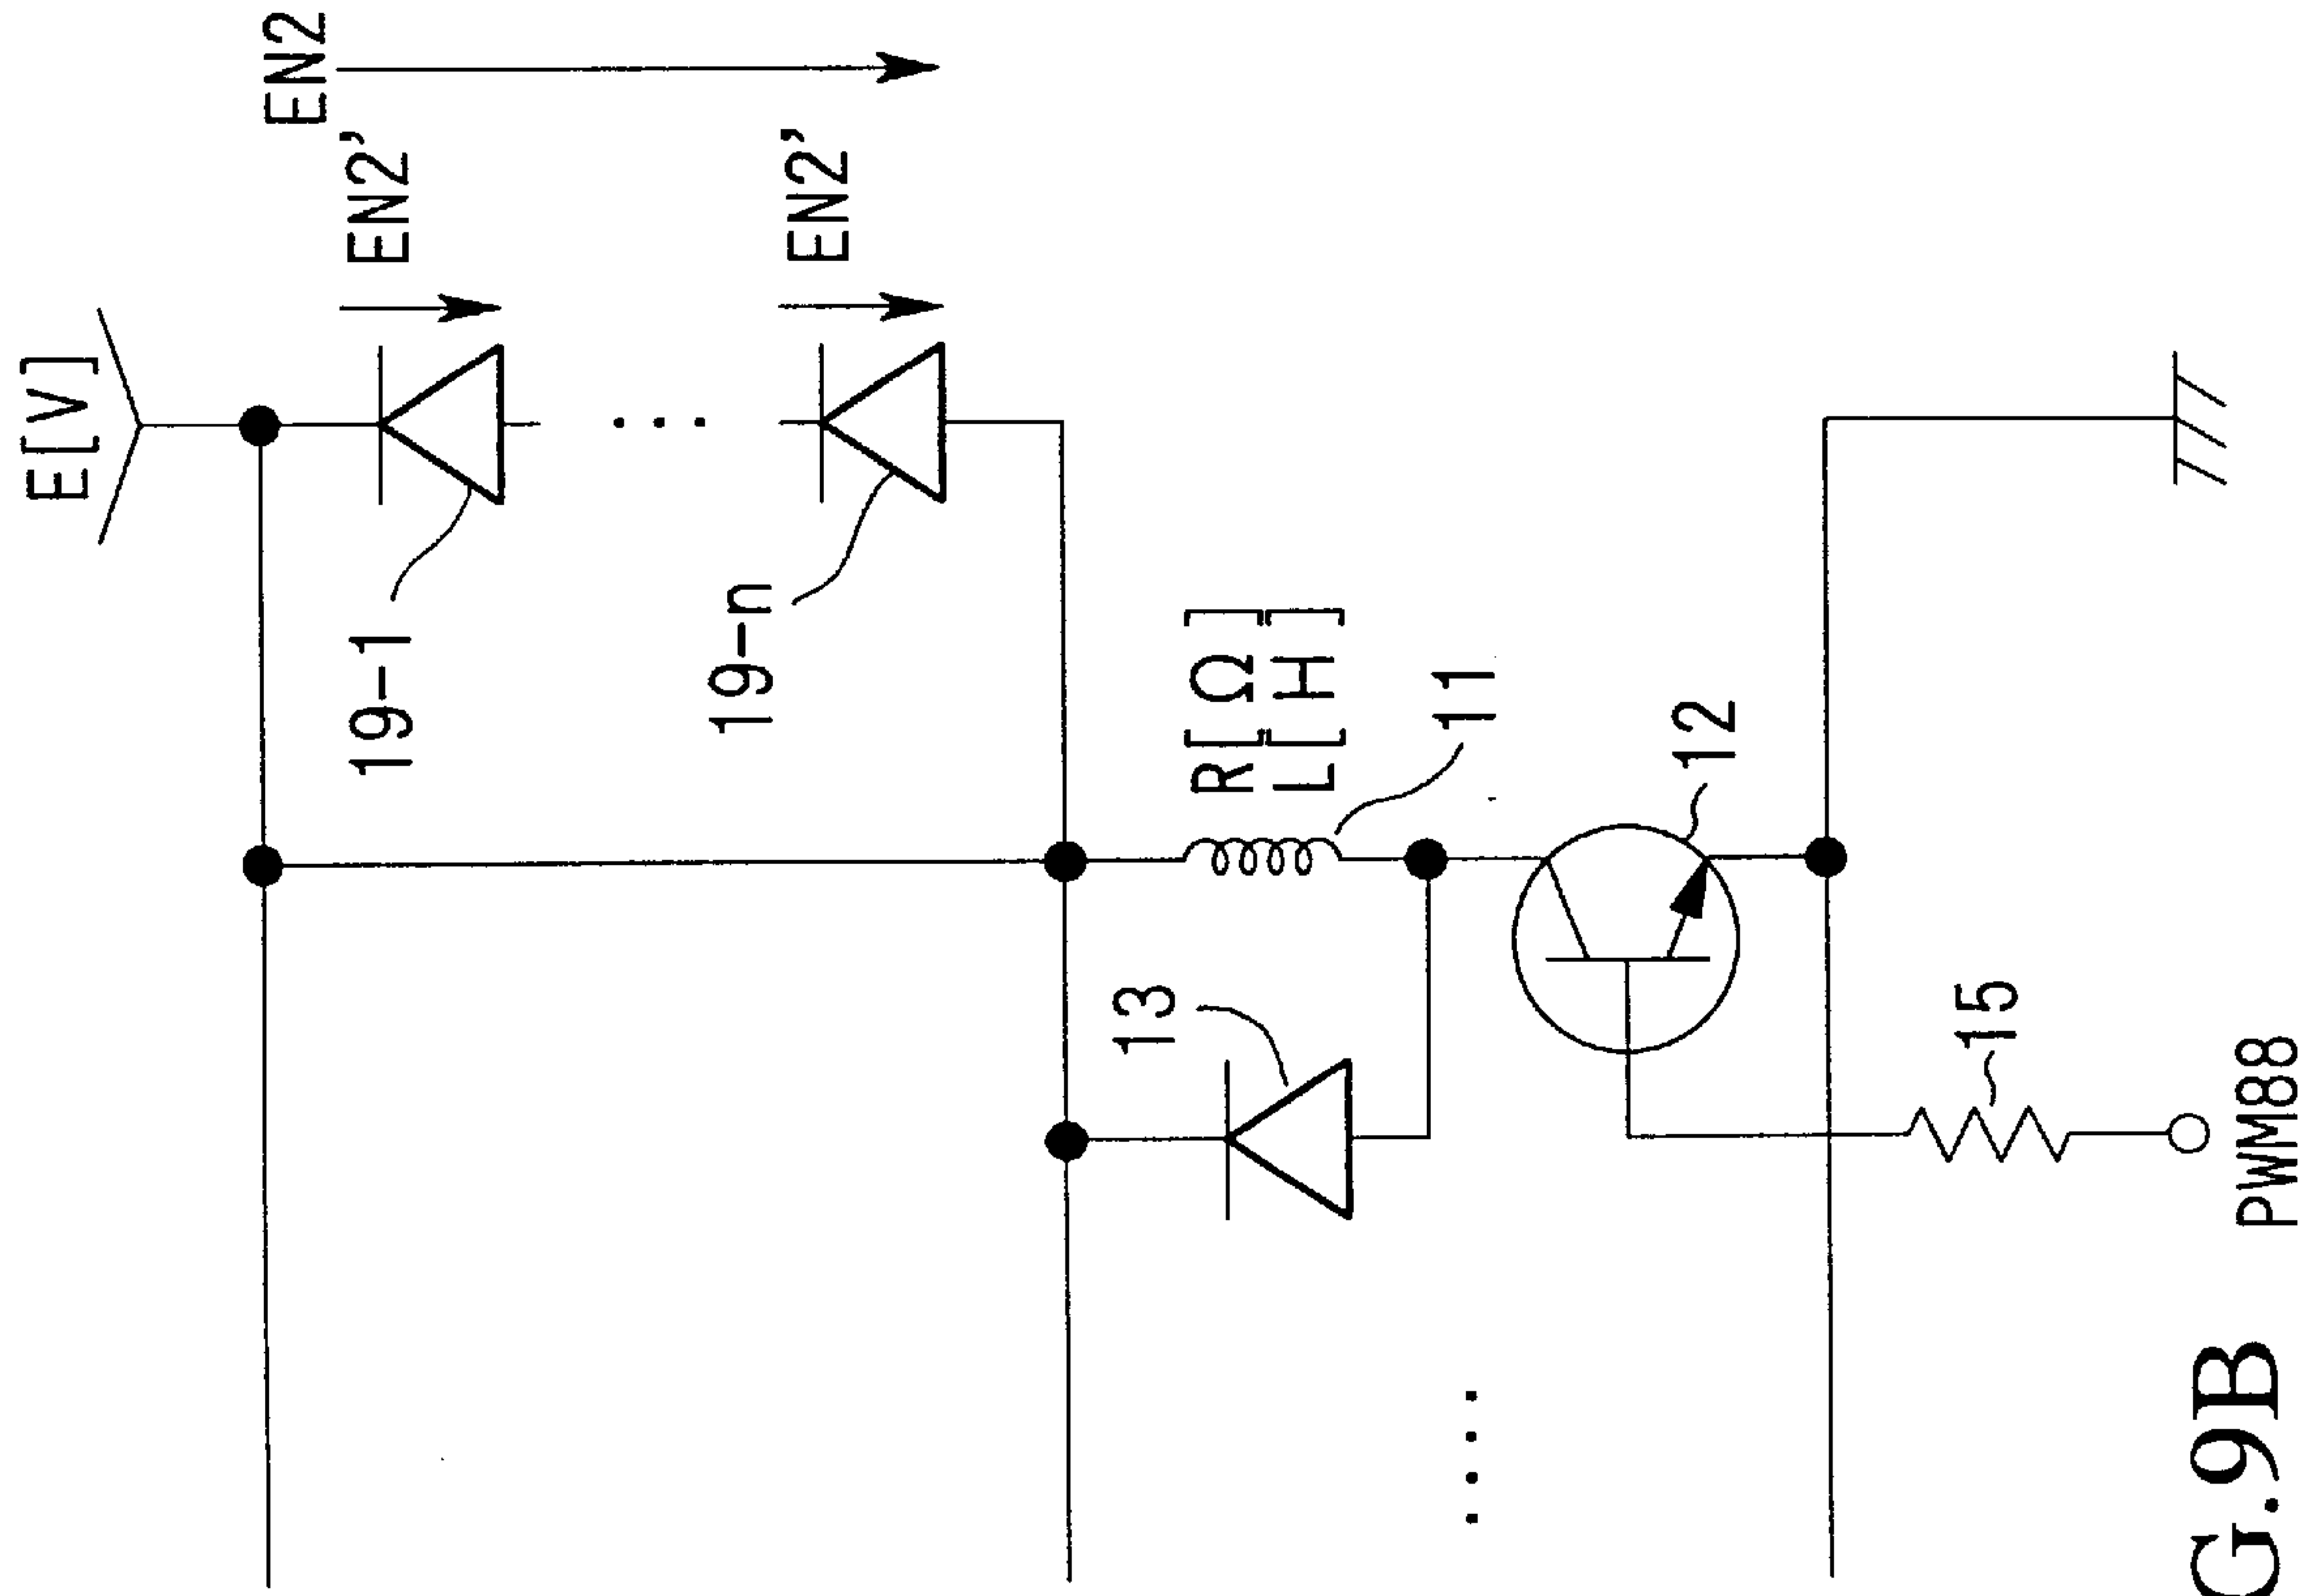 E[V]
EN2
EN2'
EN2'
19-1
19-n
R[Ω]
L[H]
11
12
13
15
PWM88
G.9B